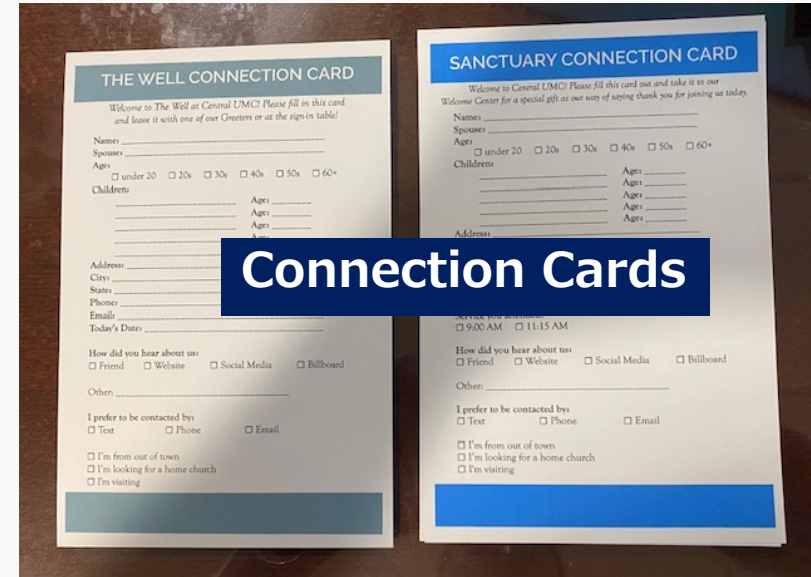 THE WELL CONNECTION CARD
Welcome to The Well at Central UMC! Please fill in this card
and leave it with one of our Greeters or at the sign-in table!
Name:
Spouse:
Age:
☐ under 20 ☐ 20s ☐ 30s ☐ 40s ☐ 50s ☐ 60+
Children:
Age:
Age:
Age:
Age:
Address:
City:
State:
Phone:
Email:
Today's Date:
How did you hear about us:
☐ Friend ☐ Website ☐ Social Media ☐ Billboard
Other:
I prefer to be contacted by:
☐ Text ☐ Phone ☐ Email
☐ I'm from out of town
☐ I'm looking for a home church
☐ I'm visiting
SANCTUARY CONNECTION CARD
Welcome to Central UMC! Please fill this card out and take it to our
Welcome Center for a special gift as our way of saying thank you for joining us today.
Name:
Spouse:
Age:
☐ under 20 ☐ 20s ☐ 30s ☐ 40s ☐ 50s ☐ 60+
Children:
Age:
Age:
Age:
Age:
Age:
Address:
Connection Cards
☐ 9:00 AM ☐ 11:15 AM
How did you hear about us:
☐ Friend ☐ Website ☐ Social Media ☐ Billboard
Other:
I prefer to be contacted by:
☐ Text ☐ Phone ☐ Email
☐ I'm from out of town
☐ I'm looking for a home church
☐ I'm visiting